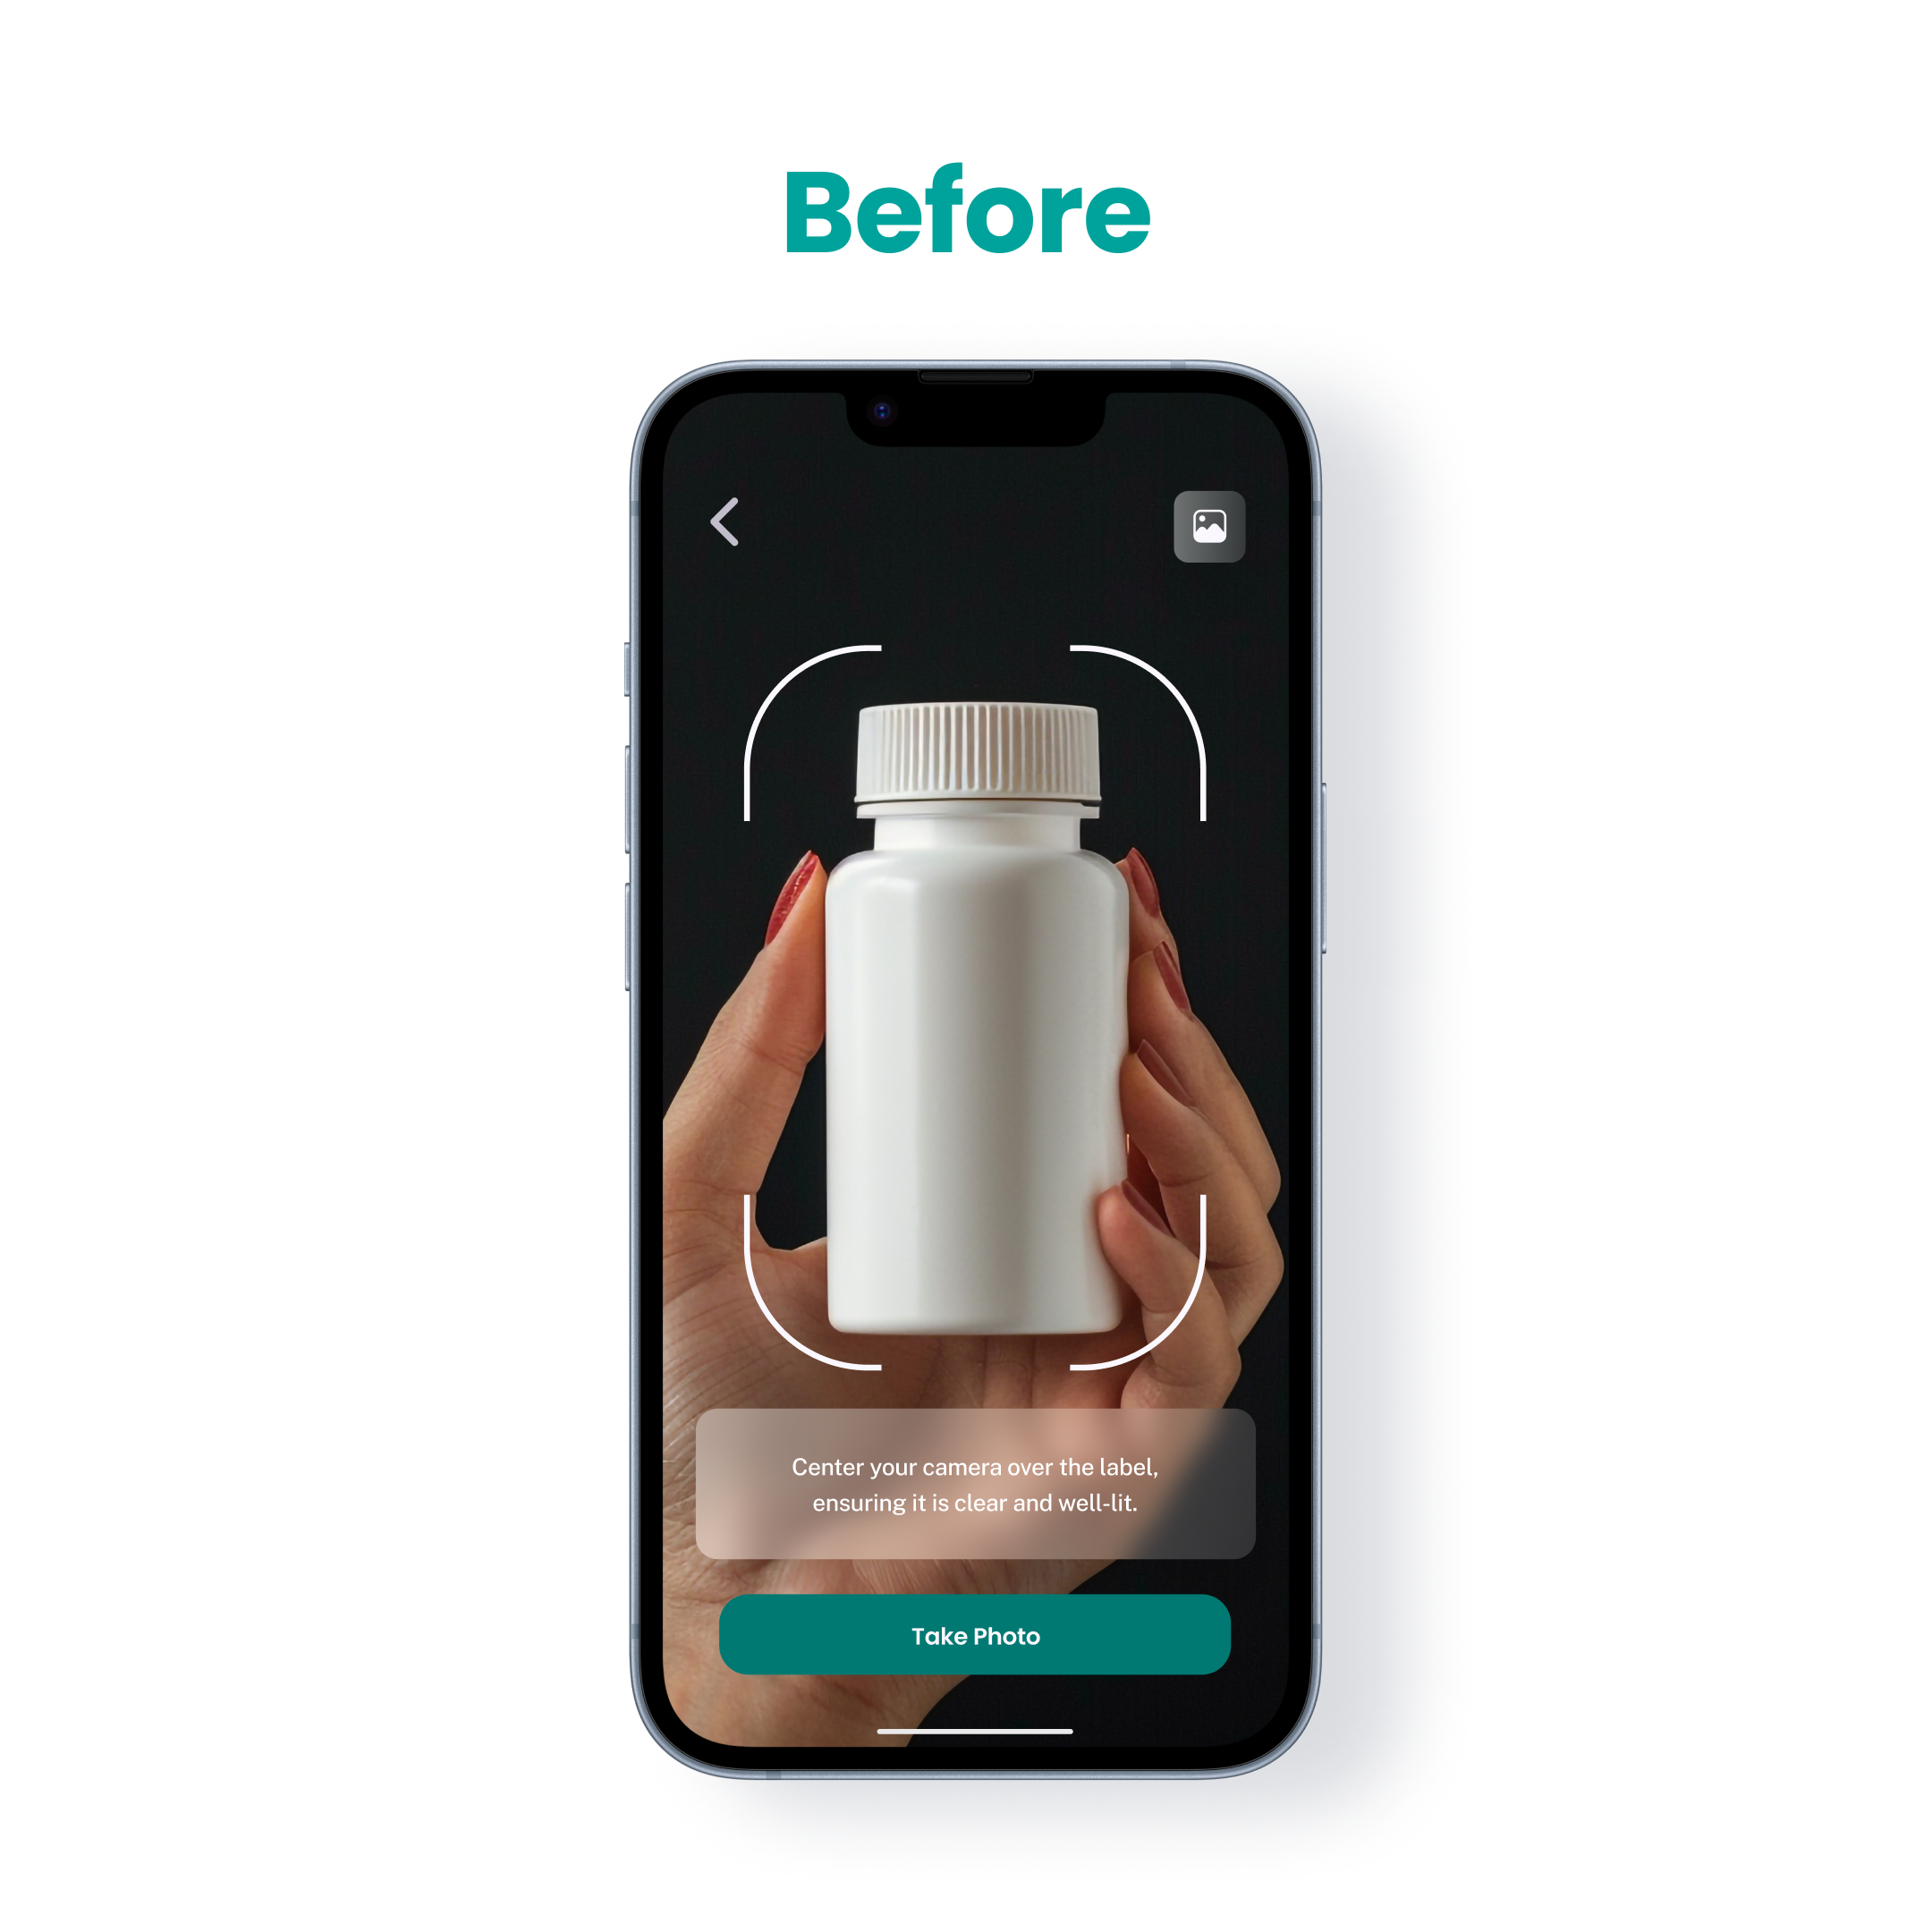 Before
Center your camera over the label,
ensuring it is clear and well-lit.
Take Photo